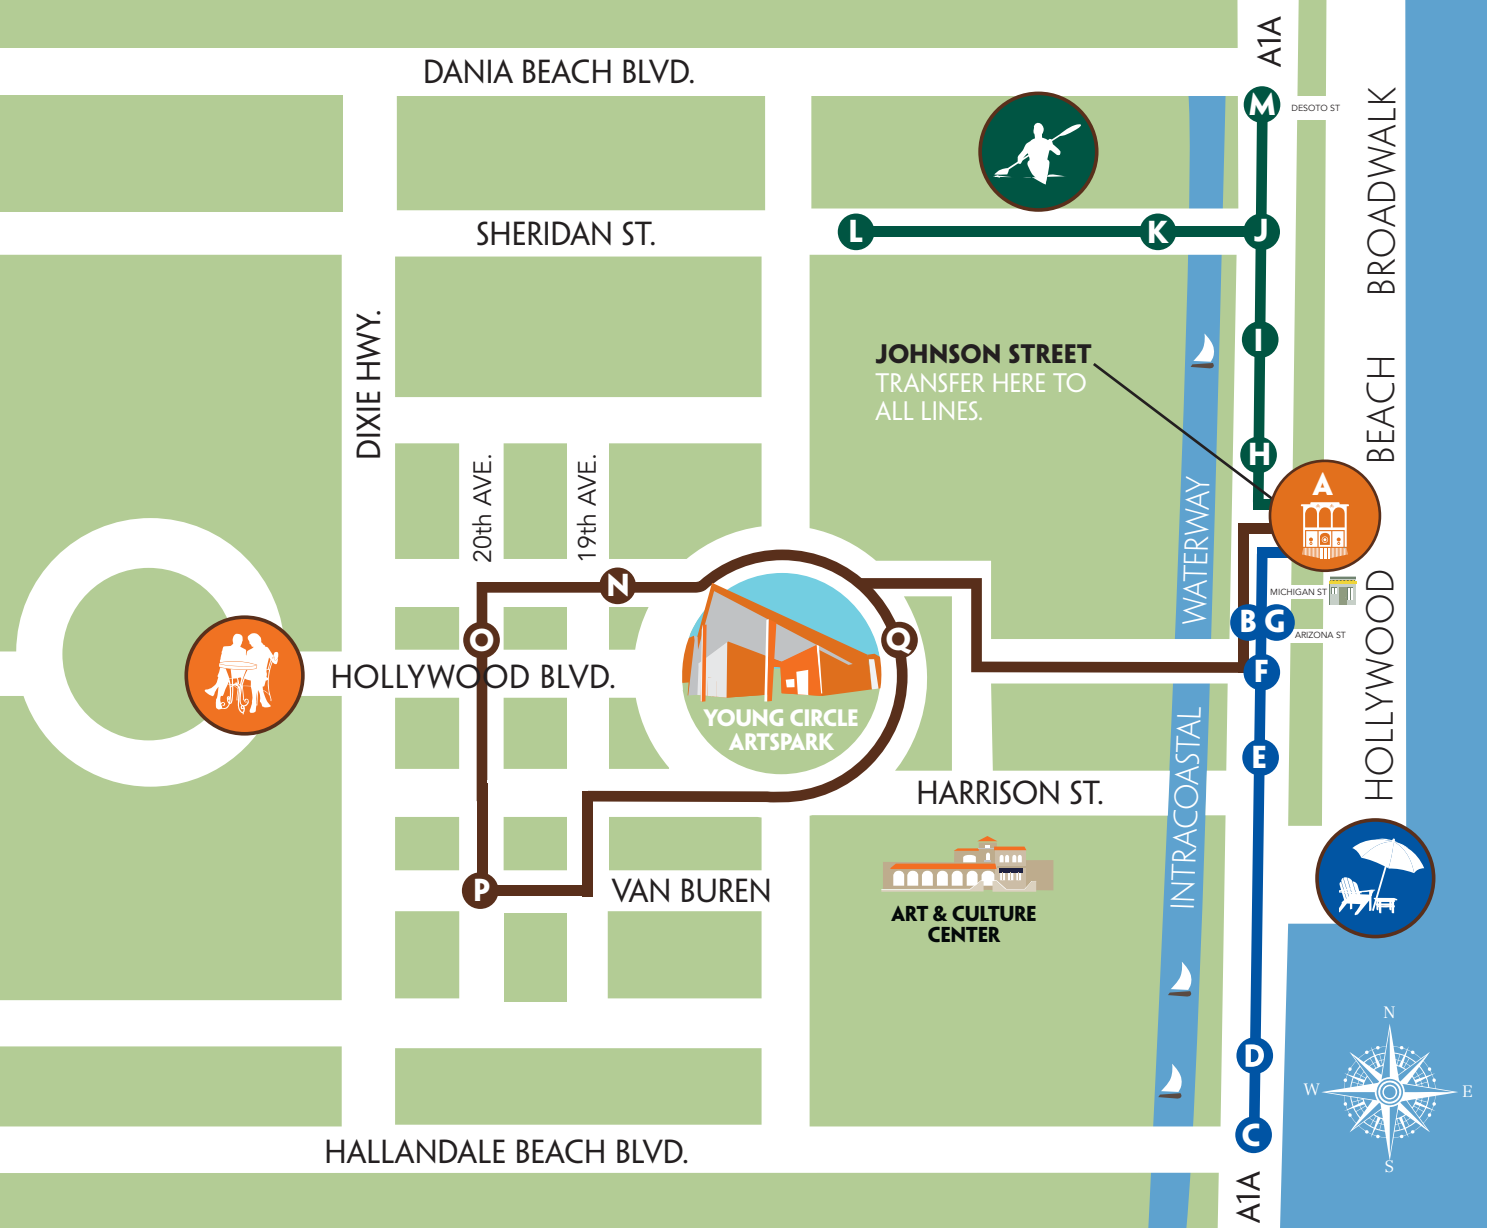 A1A
DANIA BEACH BLVD.
M
DESOTO ST
SHERIDAN ST.
L
K
J
HOLLYWOOD BEACH BROADWALK
DIXIE HWY.
I
JOHNSON STREET
TRANSFER HERE TO
ALL LINES.
H
A
20th AVE.
19th AVE.
INTRACOASTAL WATERWAY
N
MICHIGAN ST
B
G
ARIZONA ST
O
Q
HOLLYWOOD BLVD.
F
YOUNG CIRCLE
ARTSPARK
E
HARRISON ST.
P
VAN BUREN
ART & CULTURE
CENTER
N
W
E
S
D
C
HALLANDALE BEACH BLVD.
A1A